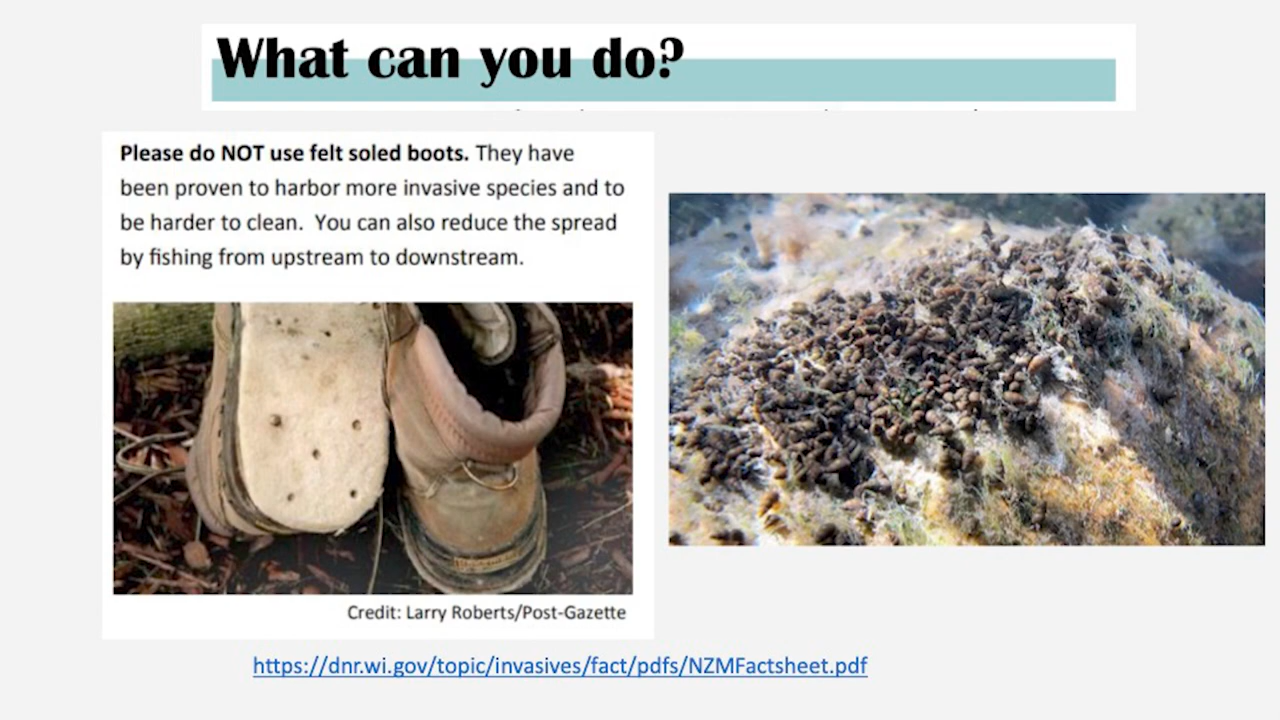 What can you do?
Please do NOT use felt soled boots. They have
been proven to harbor more invasive species and to
be harder to clean. You can also reduce the spread
by fishing from upstream to downstream.
Credit: Larry Roberts/Post-Gazette
https://dnr.wi.gov/topic/invasives/fact/pdfs/NZMFactsheet.pdf